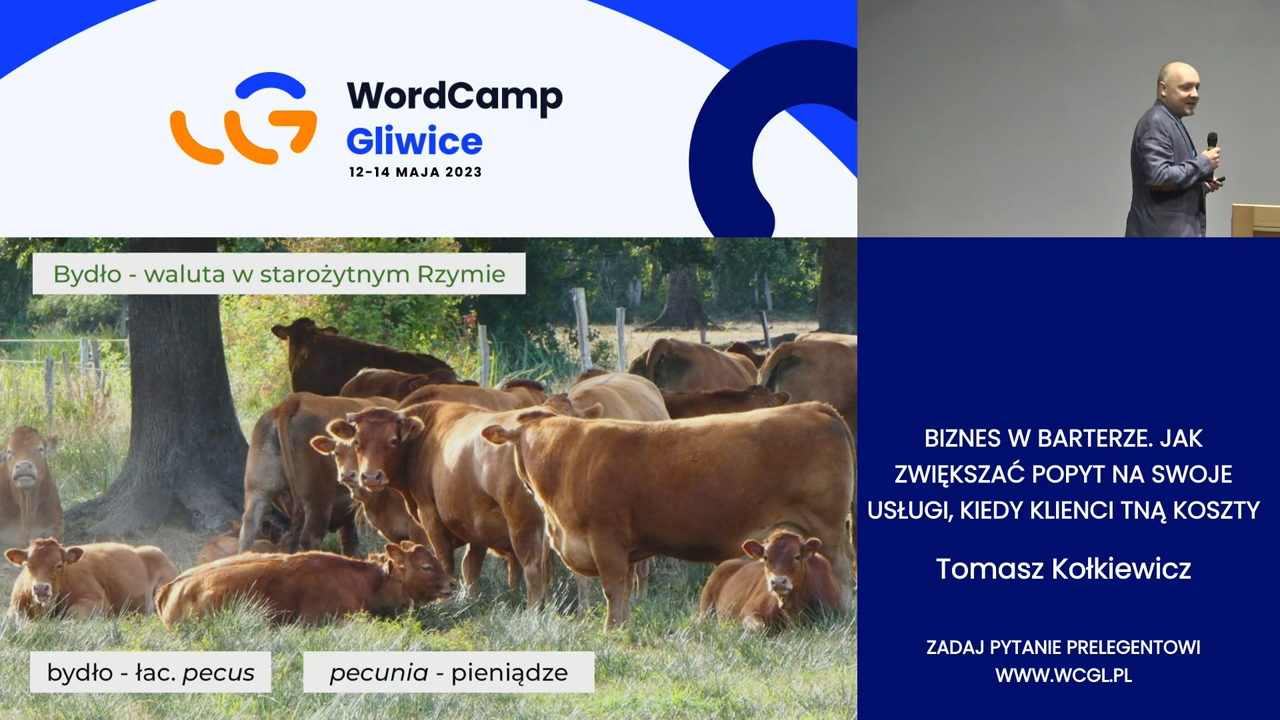 WordCamp
Gliwice
12-14 MAJA 2023
Bydło - waluta w starożytnym Rzymie
bydło - łac. pecus
pecunia - pieniądze
BIZNES W BARTERZE. JAK
ZWIĘKSZAĆ POPYT NA SWOJE
USŁUGI, KIEDY KLIENCI TNĄ KOSZTY
Tomasz Kołkiewicz
ZADAJ PYTANIE PRELEGENTOWI
WWW.WCGL.PL